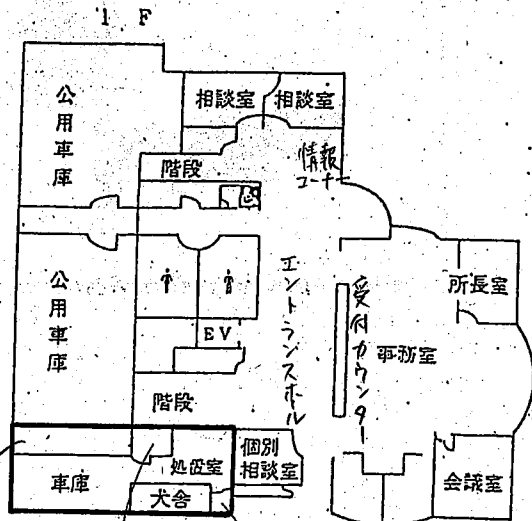 1 F
公用車庫
相談室
相談室
情報コーナー
階段
公用車庫
エントランスホール
受付カウンター
所長室
事務室
EV
階段
処置室
個別
相談室
車庫
犬舎
会議室